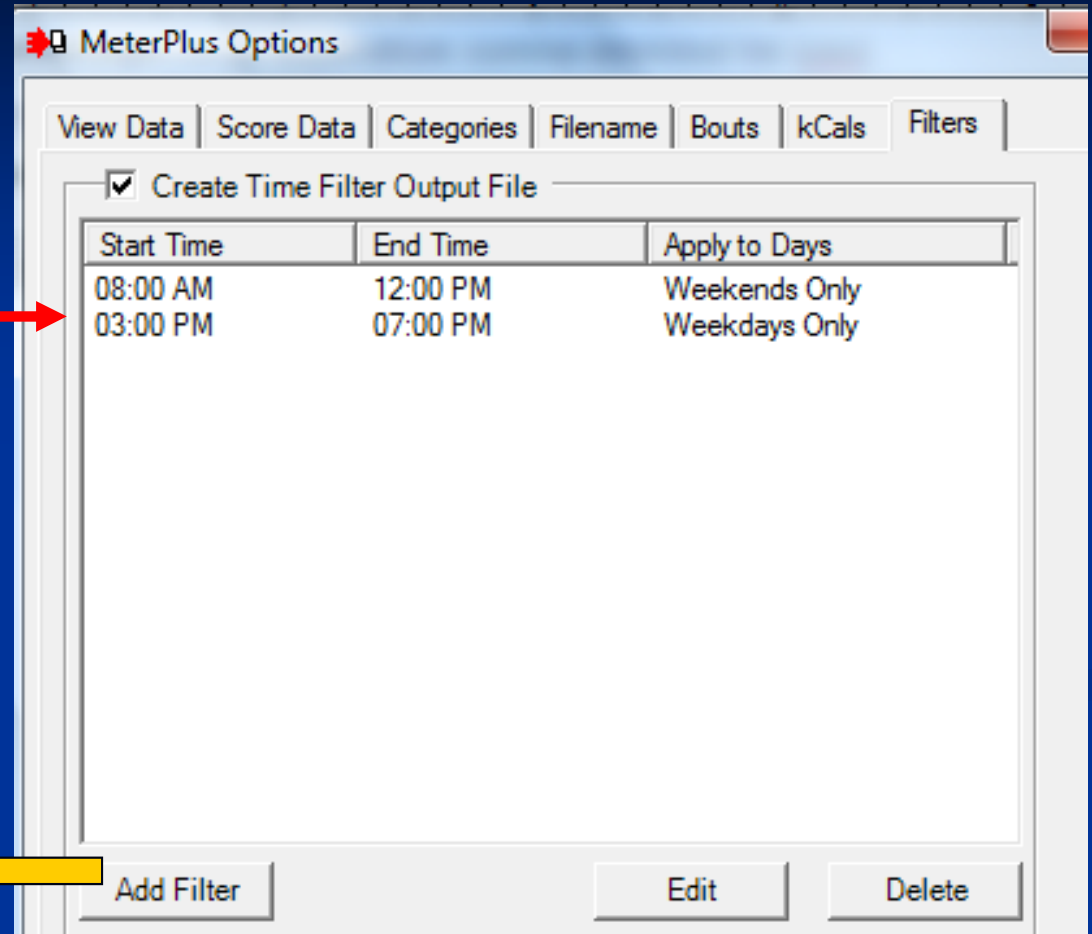 MeterPlus Options
View Data Score Data Categories Filename Bouts kCals Filters
Create Time Filter Output File
Start Time End Time Apply to Days
08:00 AM 12:00 PM Weekends Only
03:00 PM 07:00 PM Weekdays Only
Add Filter Edit Delete